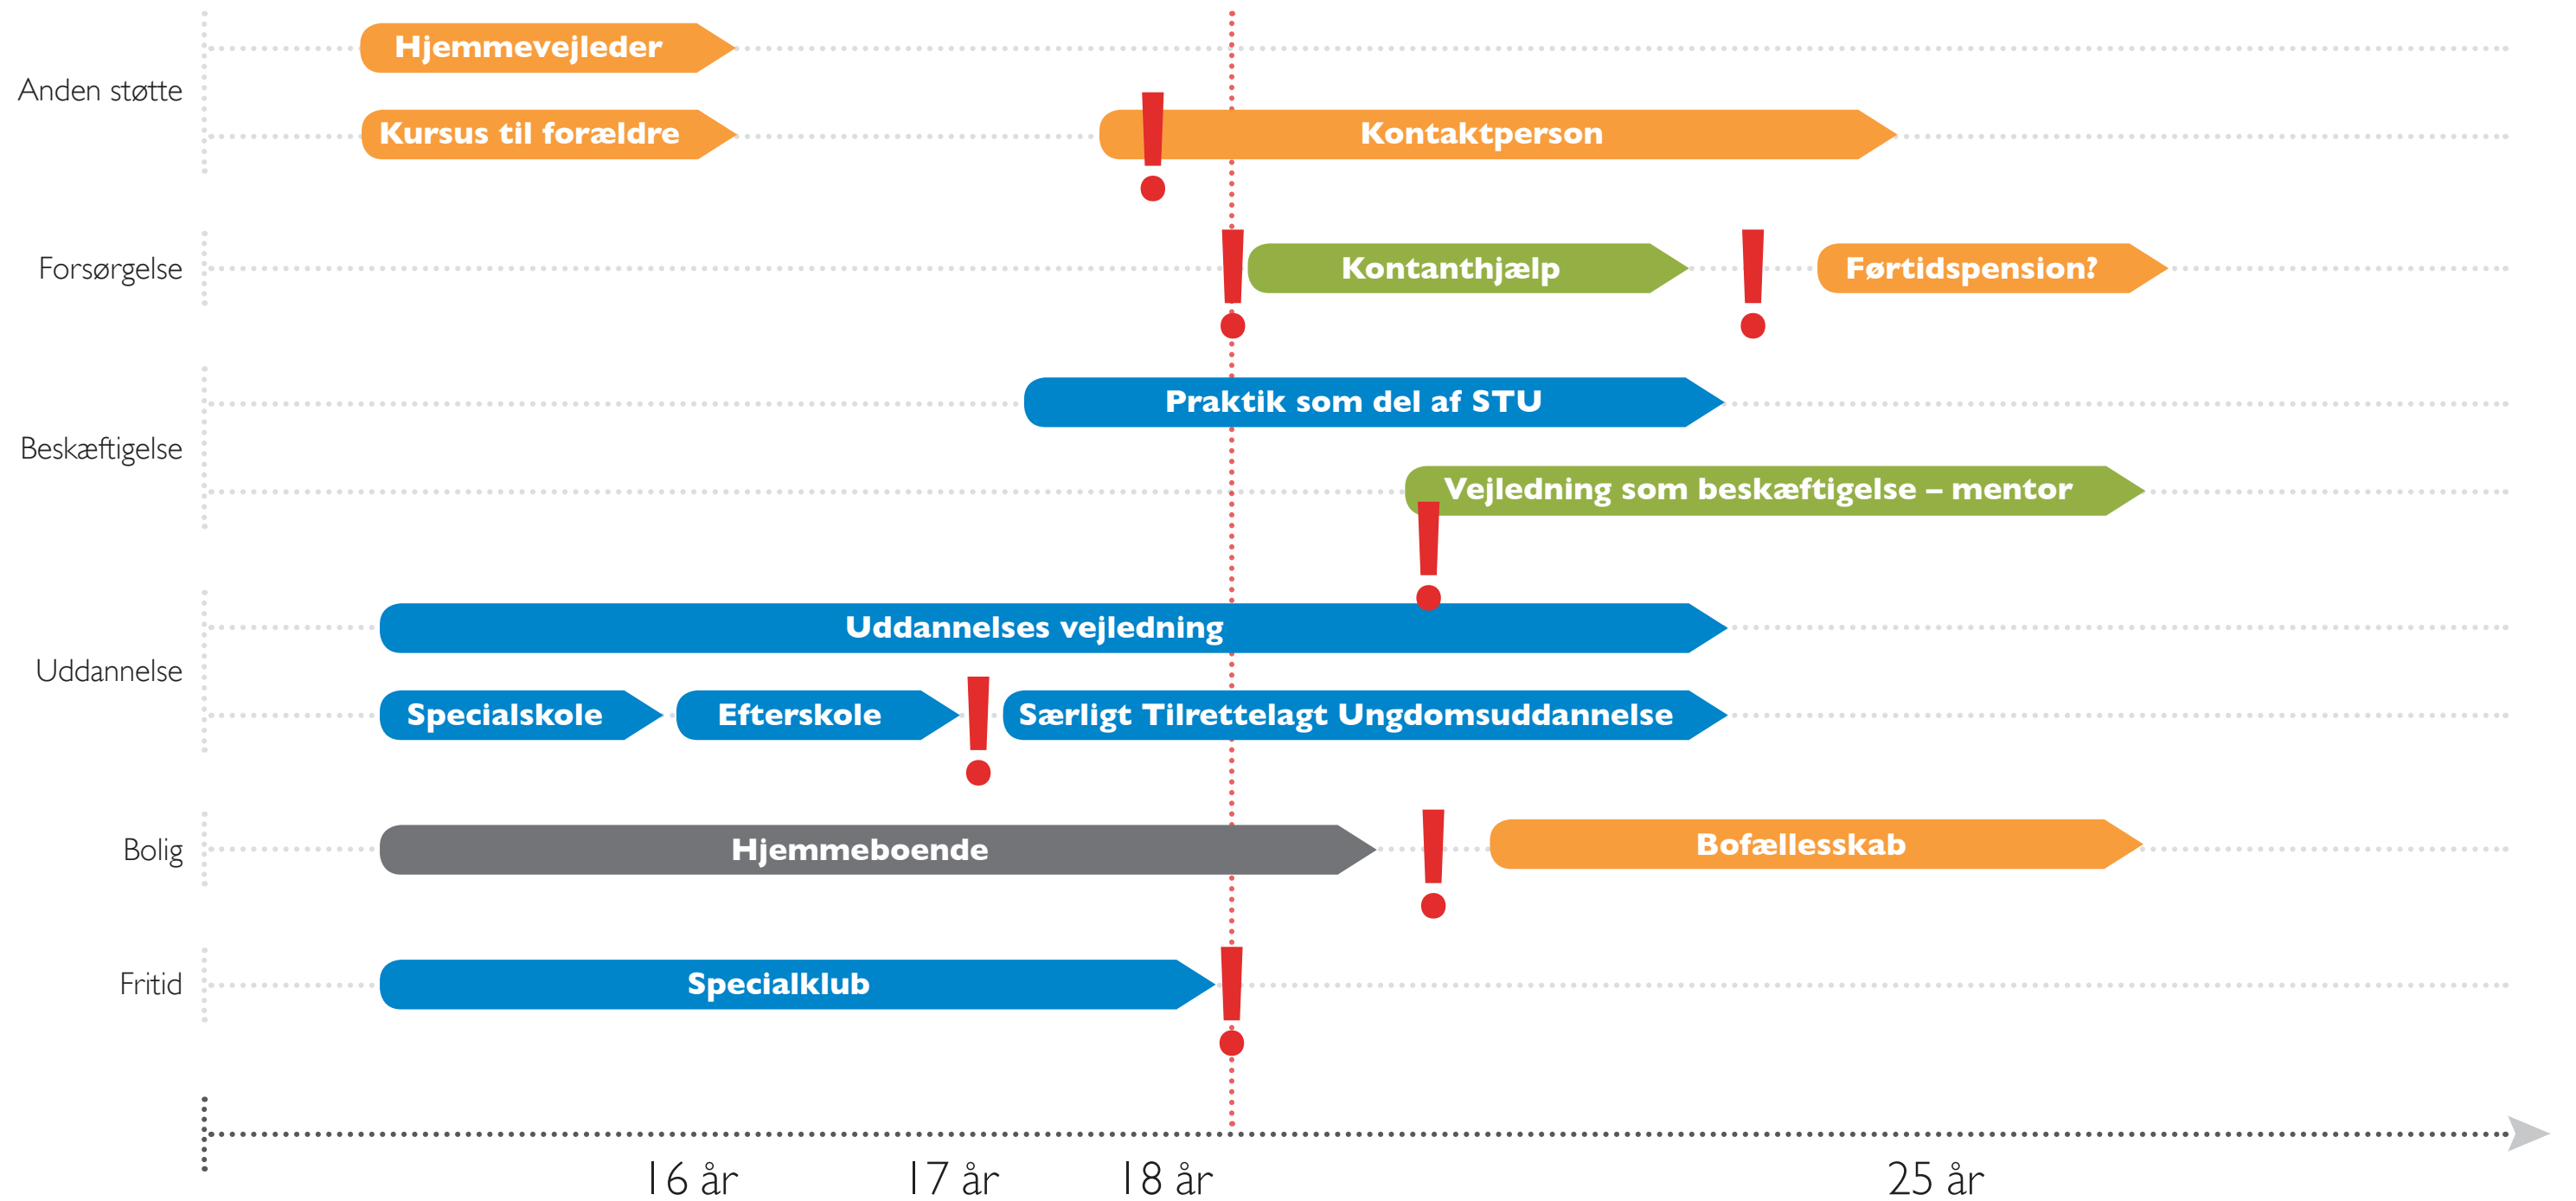 Anden støtte
Hjemmevejleder
Kursus til forældre
! Kontaktperson
Forsørgelse
! Kontanthjælp ! Førtidspension?
Beskæftigelse
Praktik som del af STU
Vejledning som beskæftigelse – mentor
!
Uddannelse
Uddannelses vejledning
Specialskole Efterskole ! Særligt Tilrettelagt Ungdomsuddannelse
Bolig
Hjemmeboende ! Bofællesskab
Fritid
Specialklub !
16 år 17 år 18 år 25 år